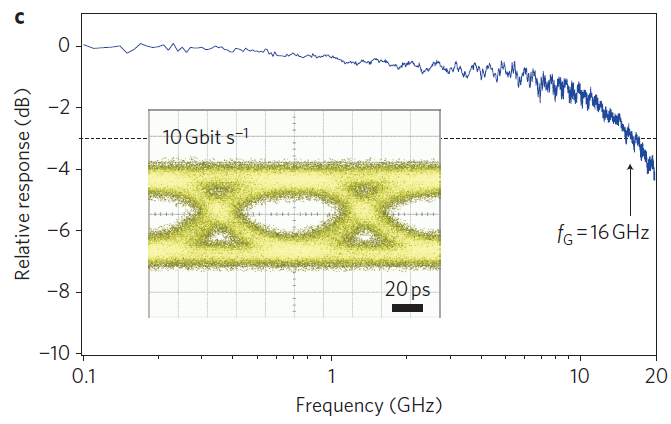 c
0
−2
−4
−6
−8
−10
Relative response (dB)
10 Gbit s⁻¹
20 ps
f_G = 16 GHz
0.1
1
10
20
Frequency (GHz)